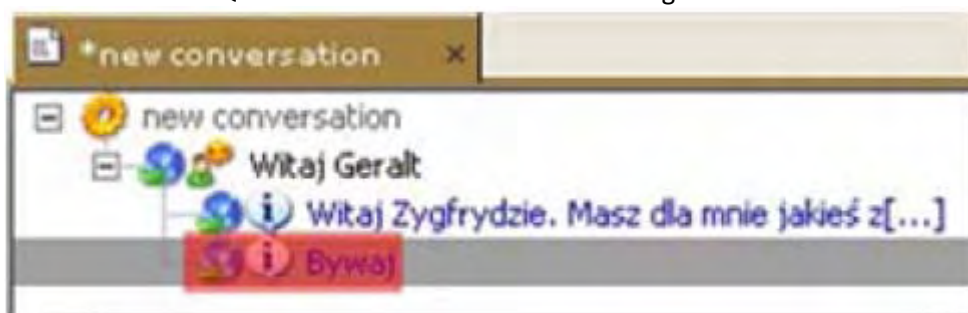 *new conversation
new conversation
Witaj Geralt
Witaj Zygfrydzie. Masz dla mnie jakieś z[...]
Bywaj